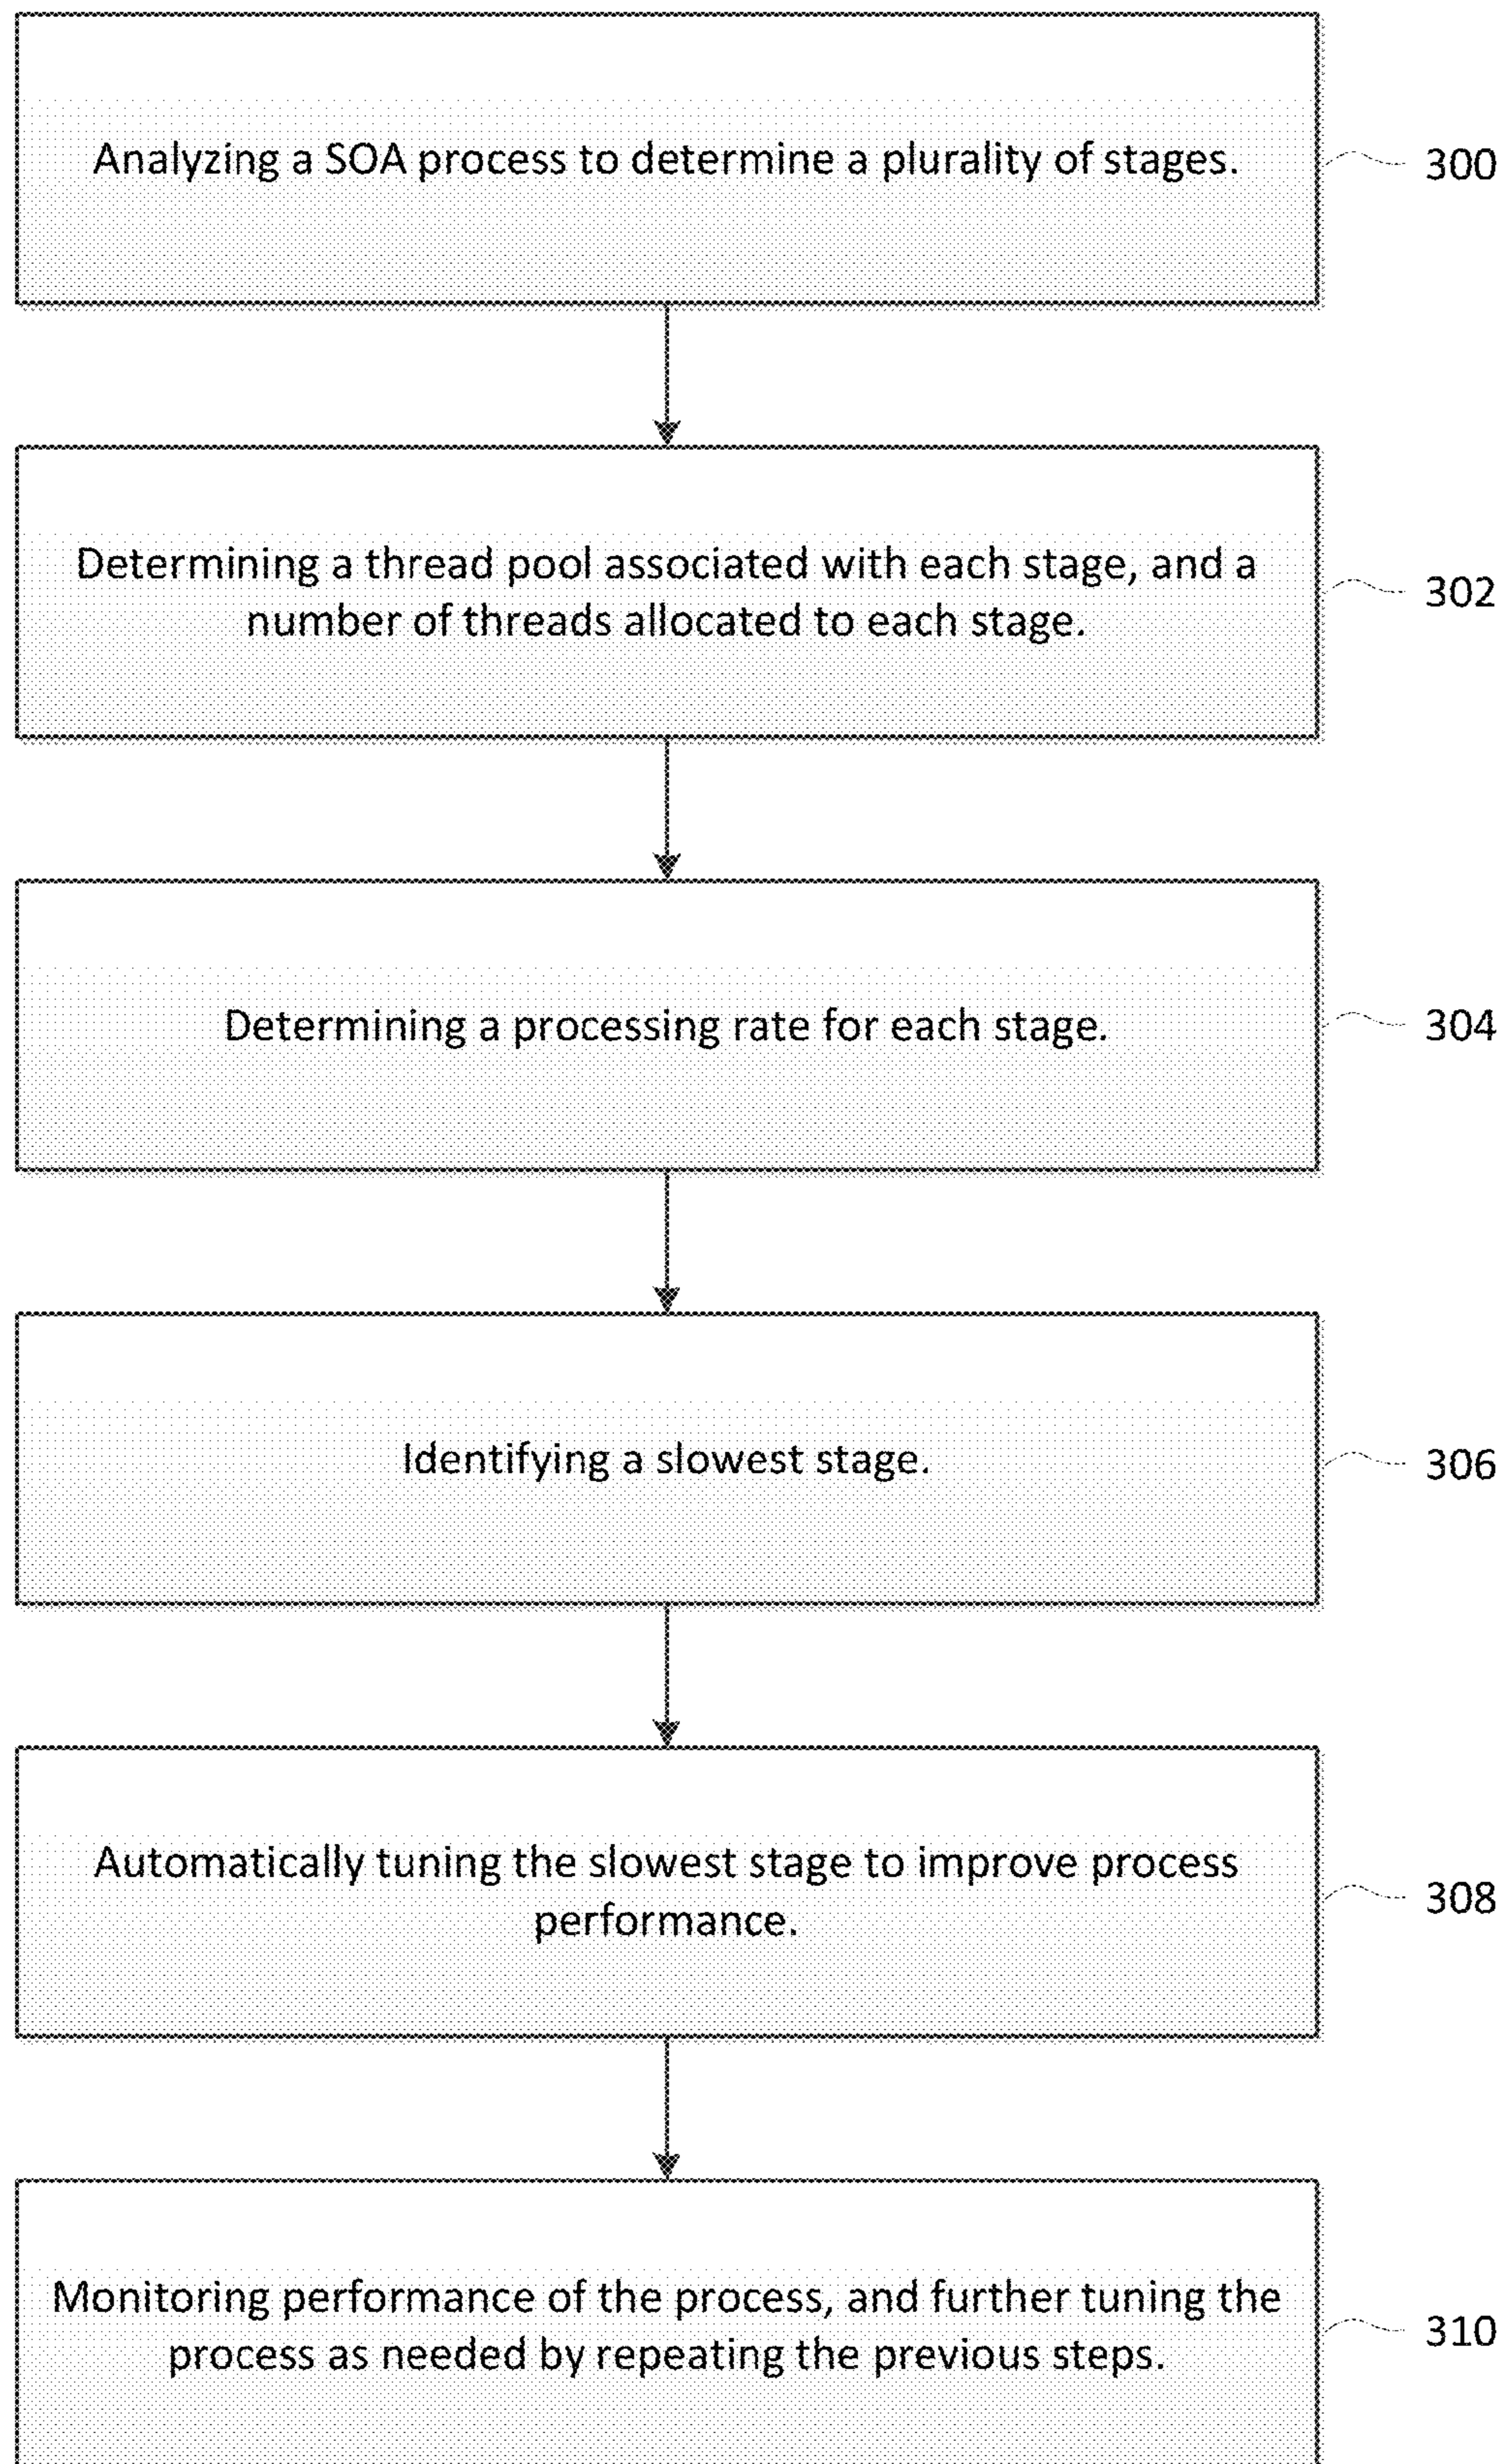 Analyzing a SOA process to determine a plurality of stages.
300
Determining a thread pool associated with each stage, and a
number of threads allocated to each stage.
302
Determining a processing rate for each stage.
304
Identifying a slowest stage.
306
Automatically tuning the slowest stage to improve process
performance.
308
Monitoring performance of the process, and further tuning the
process as needed by repeating the previous steps.
310